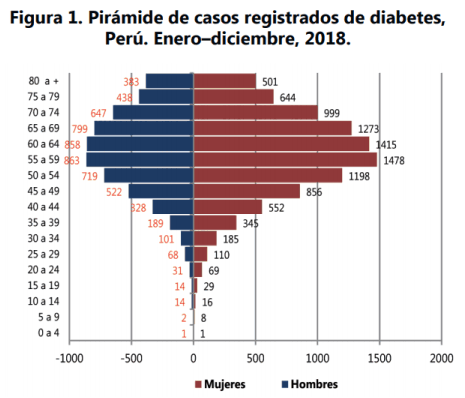 Figura 1. Pirámide de casos registrados de diabetes,
Perú. Enero–diciembre, 2018.
80 a + 383 501
75 a 79 438 644
70 a 74 647 999
65 a 69 799 1273
60 a 64 858 1415
55 a 59 863 1478
50 a 54 719 1198
45 a 49 522 856
40 a 44 328 552
35 a 39 189 345
30 a 34 101 185
25 a 29 68 110
20 a 24 31 69
15 a 19 14 29
10 a 14 14 16
5 a 9 2 8
0 a 4 1 1
-1000 -500 0 500 1000 1500 2000
Mujeres Hombres